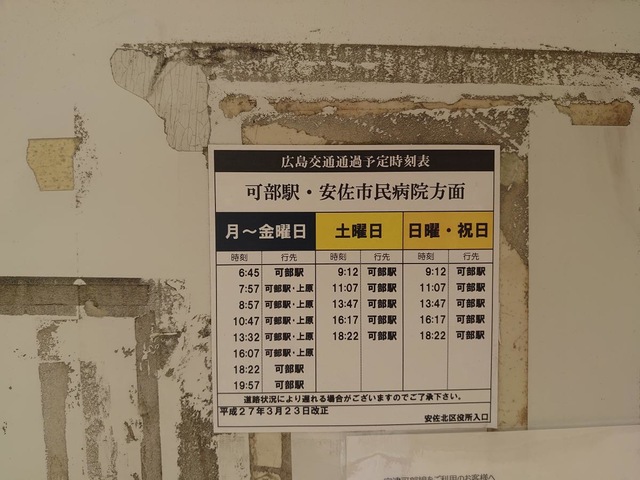 広島交通通過予定時刻表
可部駅・安佐市民病院方面
月～金曜日 土曜日 日曜・祝日
時刻 行先 時刻 行先 時刻 行先
6:45 可部駅 9:12 可部駅 9:12 可部駅
7:57 可部駅・上原 11:07 可部駅 11:07 可部駅
8:57 可部駅・上原 13:47 可部駅 13:47 可部駅
10:47 可部駅・上原 16:17 可部駅 16:17 可部駅
13:32 可部駅・上原 18:22 可部駅 18:22 可部駅
16:07 可部駅・上原
18:22 可部駅
19:57 可部駅
道路状況により遅れる場合がございますのでご了承下さい。
平成27年3月23日改正
安佐北区役所入口
をご利用のお客様へ